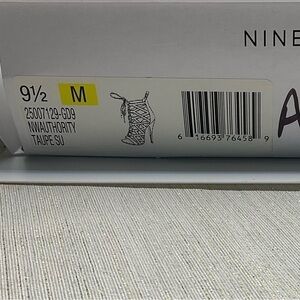 NINE
9½ M
25007129-GD9
NWAUTHORITY
TAUPE SU
6 16693 76458 9
A